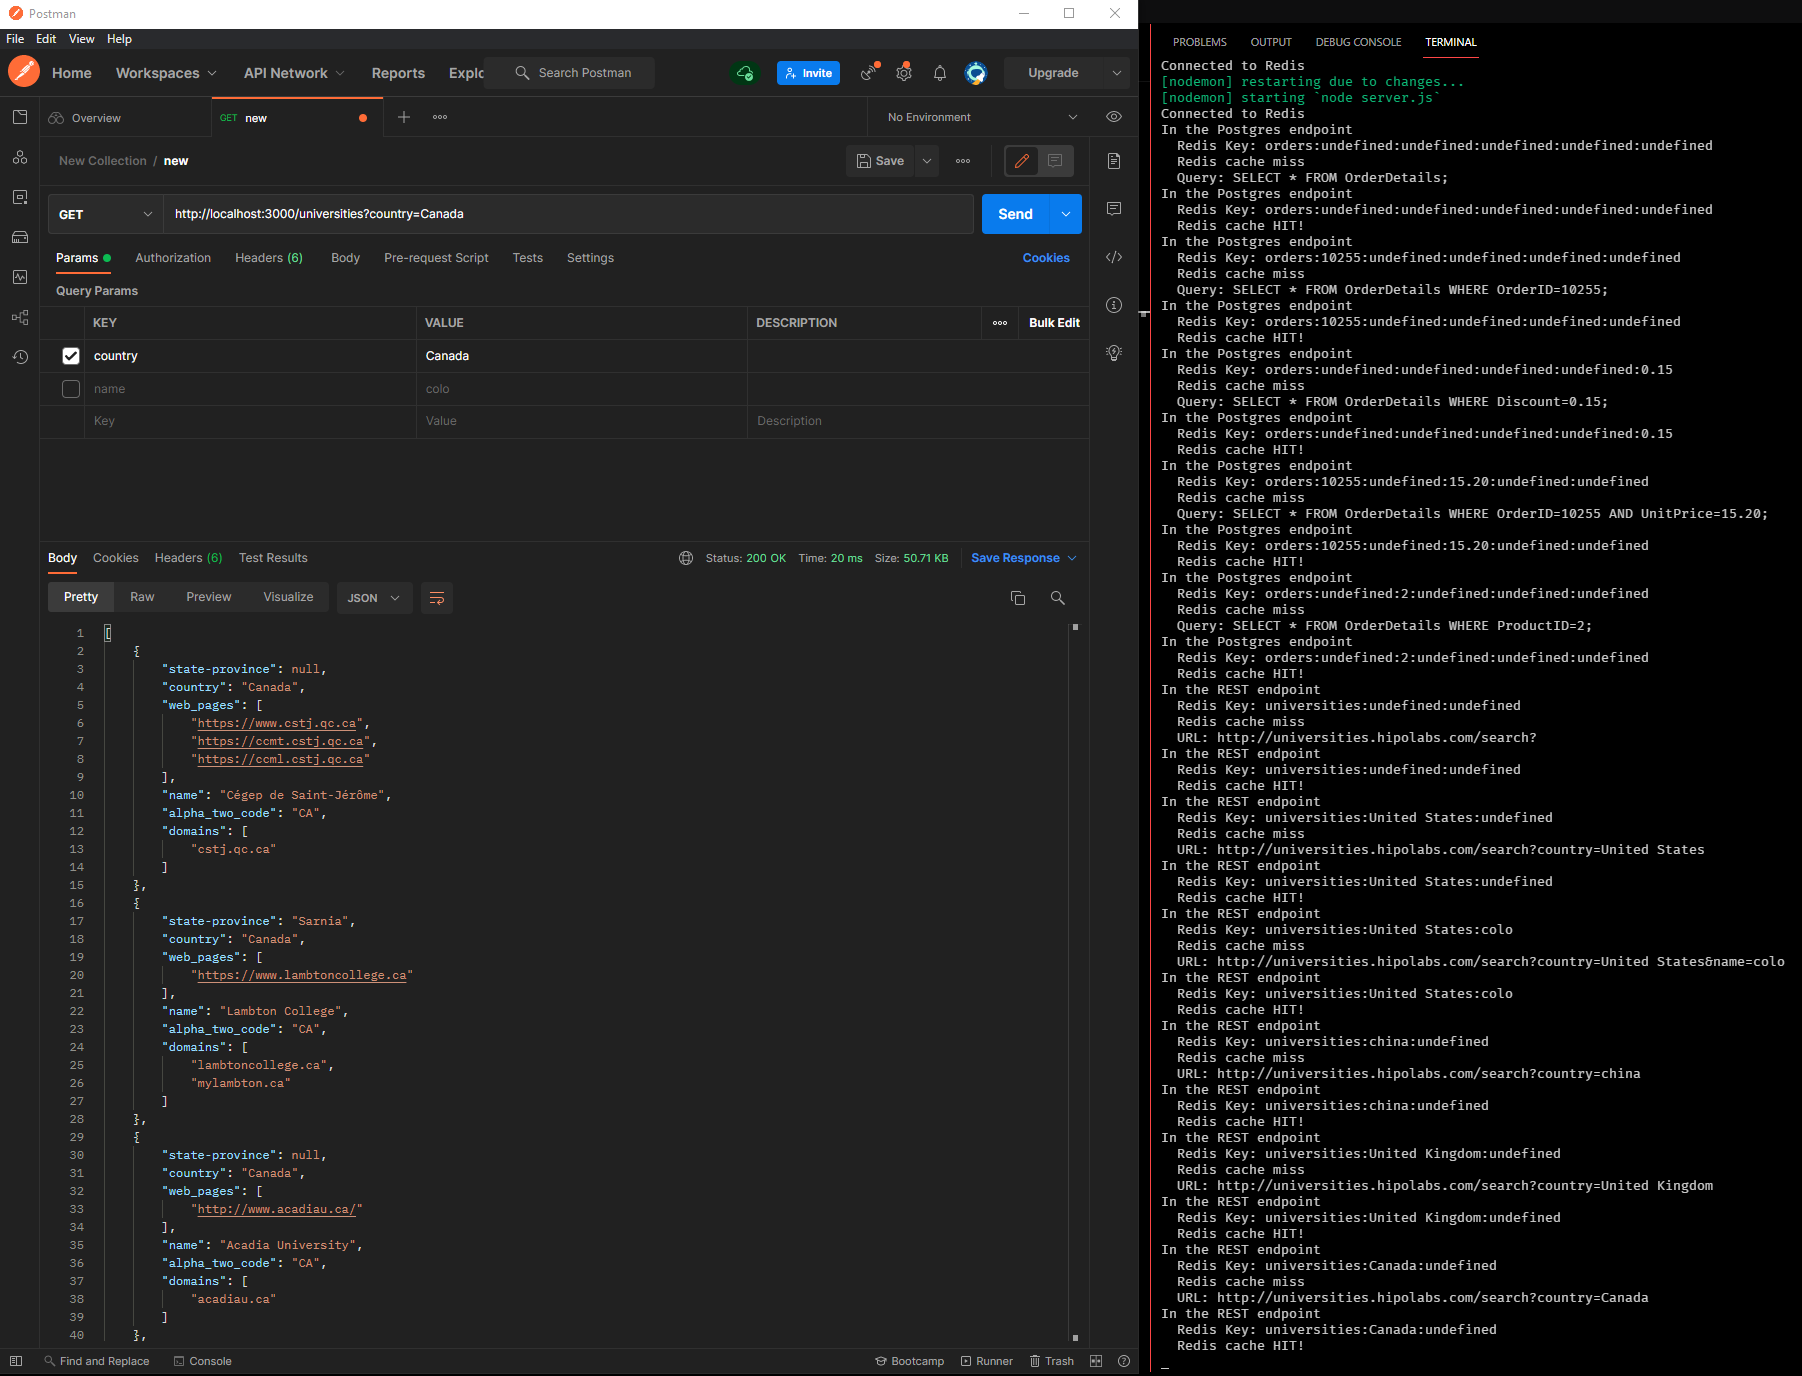 Postman
File Edit View Help
Home Workspaces API Network Reports Explo Search Postman Invite Upgrade
Overview GET new No Environment
New Collection / new Save
GET http://localhost:3000/universities?country=Canada Send
Params Authorization Headers (6) Body Pre-request Script Tests Settings Cookies
Query Params
KEY VALUE DESCRIPTION Bulk Edit
country Canada
name colo
Key Value Description
Body Cookies Headers (6) Test Results Status: 200 OK Time: 20 ms Size: 50.71 KB Save Response
Pretty Raw Preview Visualize JSON
1 [
2 {
3 "state-province": null,
4 "country": "Canada",
5 "web_pages": [
6 "https://www.cstj.qc.ca",
7 "https://ccmt.cstj.qc.ca",
8 "https://ccml.cstj.qc.ca"
9 ],
10 "name": "Cégep de Saint-Jérôme",
11 "alpha_two_code": "CA",
12 "domains": [
13 "cstj.qc.ca"
14 ]
15 },
16 {
17 "state-province": "Sarnia",
18 "country": "Canada",
19 "web_pages": [
20 "https://www.lambtoncollege.ca"
21 ],
22 "name": "Lambton College",
23 "alpha_two_code": "CA",
24 "domains": [
25 "lambtoncollege.ca",
26 "mylambton.ca"
27 ]
28 },
29 {
30 "state-province": null,
31 "country": "Canada",
32 "web_pages": [
33 "http://www.acadiau.ca/"
34 ],
35 "name": "Acadia University",
36 "alpha_two_code": "CA",
37 "domains": [
38 "acadiau.ca"
39 ]
40 },
Find and Replace Console Bootcamp Runner Trash
PROBLEMS OUTPUT DEBUG CONSOLE TERMINAL
Connected to Redis
[nodemon] restarting due to changes...
[nodemon] starting `node server.js`
Connected to Redis
In the Postgres endpoint
Redis Key: orders:undefined:undefined:undefined:undefined:undefined
Redis cache miss
Query: SELECT * FROM OrderDetails;
In the Postgres endpoint
Redis Key: orders:undefined:undefined:undefined:undefined:undefined
Redis cache HIT!
In the Postgres endpoint
Redis Key: orders:10255:undefined:undefined:undefined:undefined
Redis cache miss
Query: SELECT * FROM OrderDetails WHERE OrderID=10255;
In the Postgres endpoint
Redis Key: orders:10255:undefined:undefined:undefined:undefined
Redis cache HIT!
In the Postgres endpoint
Redis Key: orders:undefined:undefined:undefined:undefined:0.15
Redis cache miss
Query: SELECT * FROM OrderDetails WHERE Discount=0.15;
In the Postgres endpoint
Redis Key: orders:undefined:undefined:undefined:undefined:0.15
Redis cache HIT!
In the Postgres endpoint
Redis Key: orders:10255:undefined:15.20:undefined:undefined
Redis cache miss
Query: SELECT * FROM OrderDetails WHERE OrderID=10255 AND UnitPrice=15.20;
In the Postgres endpoint
Redis Key: orders:10255:undefined:15.20:undefined:undefined
Redis cache HIT!
In the Postgres endpoint
Redis Key: orders:undefined:2:undefined:undefined:undefined
Redis cache miss
Query: SELECT * FROM OrderDetails WHERE ProductID=2;
In the Postgres endpoint
Redis Key: orders:undefined:2:undefined:undefined:undefined
Redis cache HIT!
In the REST endpoint
Redis Key: universities:undefined:undefined
Redis cache miss
URL: http://universities.hipolabs.com/search?
In the REST endpoint
Redis Key: universities:undefined:undefined
Redis cache HIT!
In the REST endpoint
Redis Key: universities:United States:undefined
Redis cache miss
URL: http://universities.hipolabs.com/search?country=United States
In the REST endpoint
Redis Key: universities:United States:undefined
Redis cache HIT!
In the REST endpoint
Redis Key: universities:United States:colo
Redis cache miss
URL: http://universities.hipolabs.com/search?country=United States&name=colo
In the REST endpoint
Redis Key: universities:United States:colo
Redis cache HIT!
In the REST endpoint
Redis Key: universities:china:undefined
Redis cache miss
URL: http://universities.hipolabs.com/search?country=china
In the REST endpoint
Redis Key: universities:china:undefined
Redis cache HIT!
In the REST endpoint
Redis Key: universities:United Kingdom:undefined
Redis cache miss
URL: http://universities.hipolabs.com/search?country=United Kingdom
In the REST endpoint
Redis Key: universities:United Kingdom:undefined
Redis cache HIT!
In the REST endpoint
Redis Key: universities:Canada:undefined
Redis cache miss
URL: http://universities.hipolabs.com/search?country=Canada
In the REST endpoint
Redis Key: universities:Canada:undefined
Redis cache HIT!